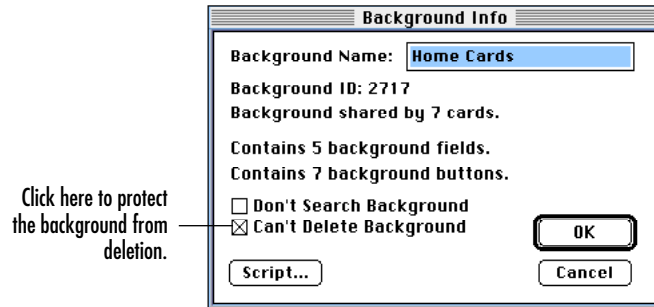 Background Info
Background Name: Home Cards
Background ID: 2717
Background shared by 7 cards.
Contains 5 background fields.
Contains 7 background buttons.
Click here to protect
the background from
deletion.
Don't Search Background
Can't Delete Background
OK
Script...
Cancel